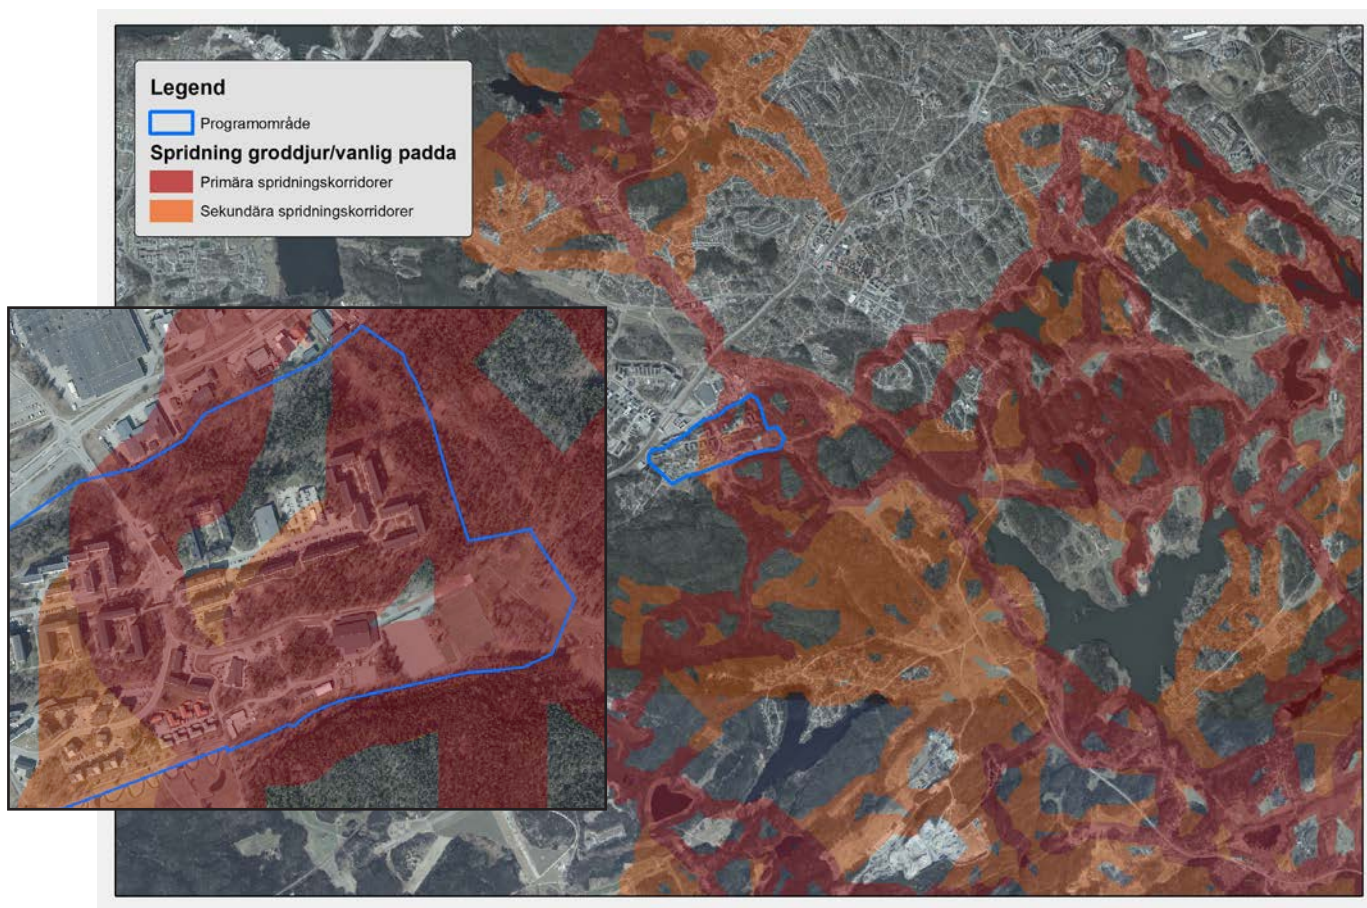 Legend
Programområde
Spridning groddjur/vanlig padda
Primära spridningskorridorer
Sekundära spridningskorridorer